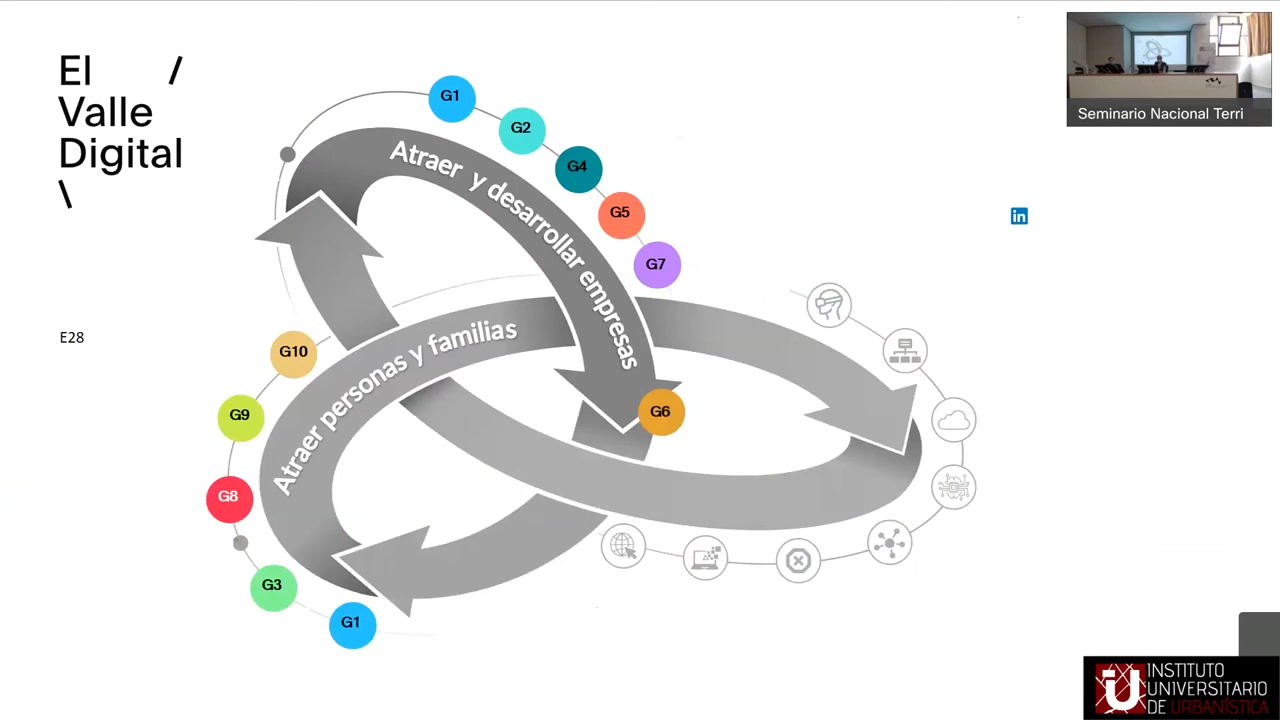 El /
Valle
Digital
\
E28
G1
G2
G4
G5
G7
Atraer y desarrollar empresas
G10
G9
G8
G3
G1
G6
Atraer personas y familias
in
Seminario Nacional Terri
INSTITUTO
UNIVERSITARIO
DE URBANÍSTICA